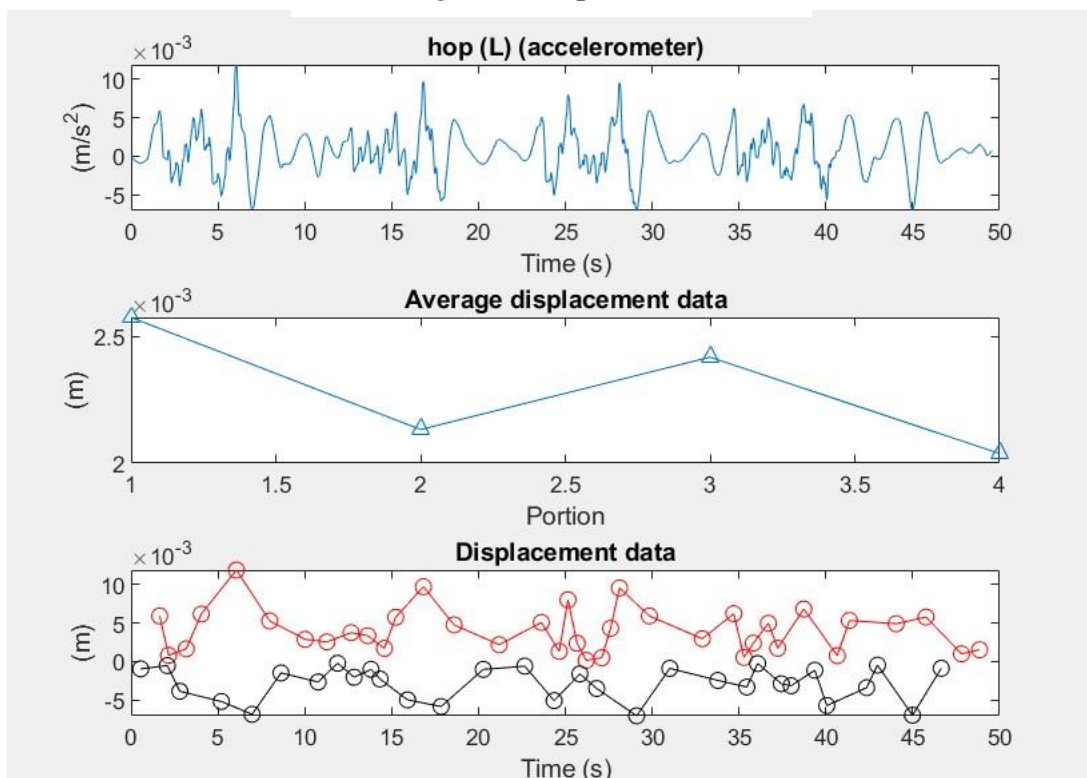 hop (L) (accelerometer)
× 10⁻³
10
5
0
-5
(m/s²)
0 5 10 15 20 25 30 35 40 45 50
Time (s)
Average displacement data
× 10⁻³
2.5
2
(m)
1 1.5 2 2.5 3 3.5 4
Portion
Displacement data
× 10⁻³
10
5
0
-5
(m)
0 5 10 15 20 25 30 35 40 45 50
Time (s)